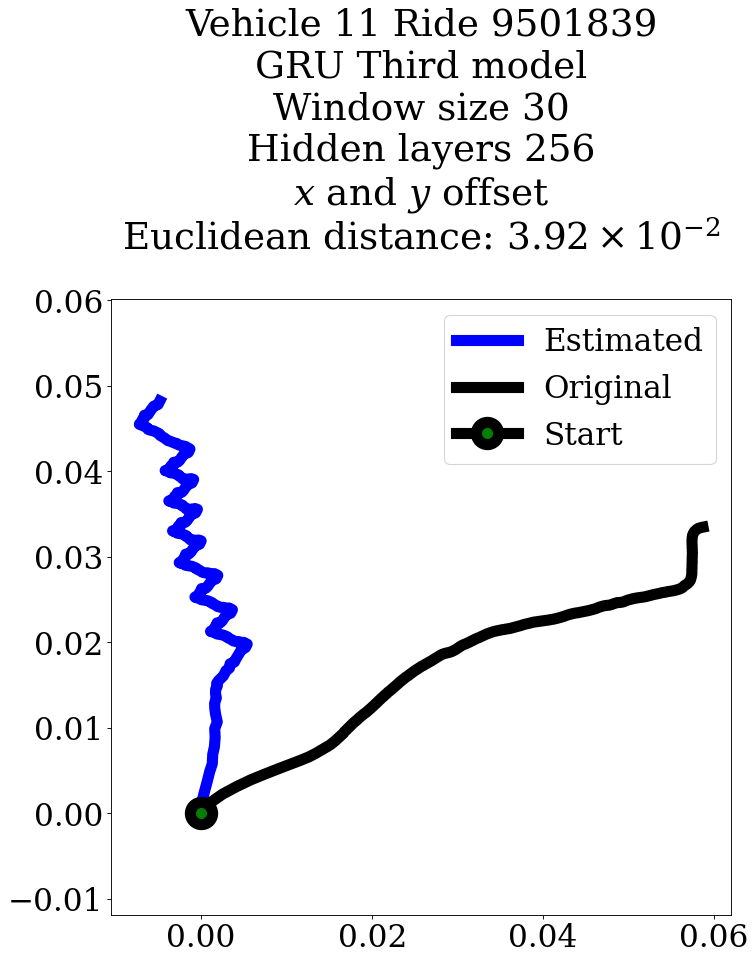 Vehicle 11 Ride 9501839
GRU Third model
Window size 30
Hidden layers 256
x and y offset
Euclidean distance: 3.92 × 10⁻²
0.06
0.05
0.04
0.03
0.02
0.01
0.00
−0.01
Estimated
Original
Start
0.00 0.02 0.04 0.06